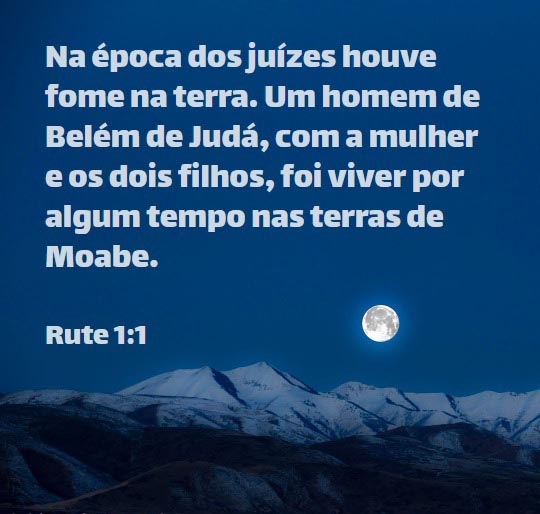 Na época dos juízes houve
fome na terra. Um homem de
Belém de Judá, com a mulher
e os dois filhos, foi viver por
algum tempo nas terras de
Moabe.
Rute 1:1